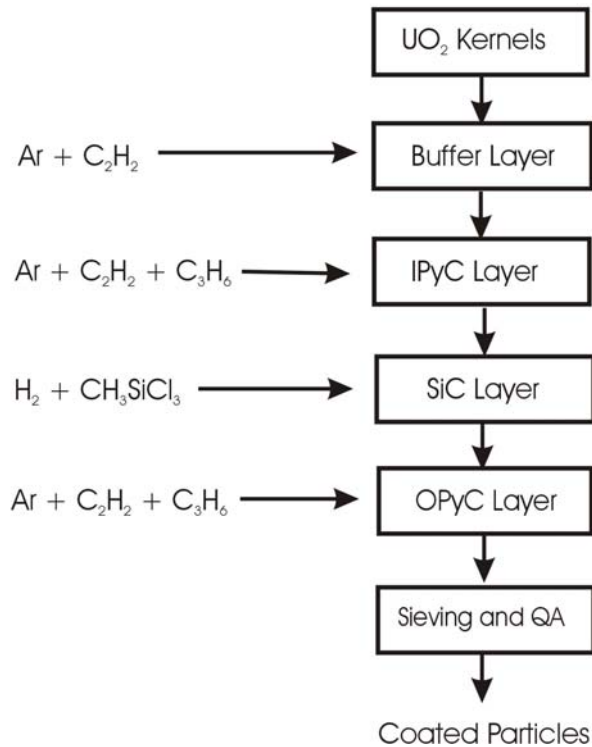 UO₂ Kernels
Ar + C₂H₂
Buffer Layer
Ar + C₂H₂ + C₃H₆
IPyC Layer
H₂ + CH₃SiCl₃
SiC Layer
Ar + C₂H₂ + C₃H₆
OPyC Layer
Sieving and QA
Coated Particles